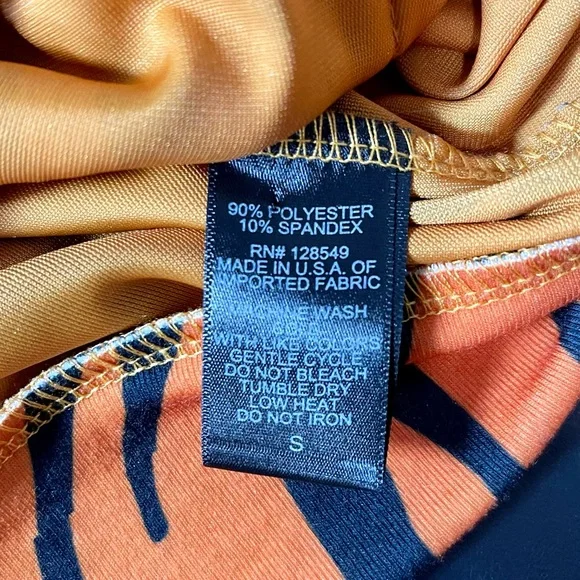 90% POLYESTER
10% SPANDEX
RN# 128549
MADE IN U.S.A. OF
IMPORTED FABRIC
WASH
WITH LIKE COLORS
GENTLE CYCLE
DO NOT BLEACH
TUMBLE DRY
LOW HEAT
DO NOT IRON
S